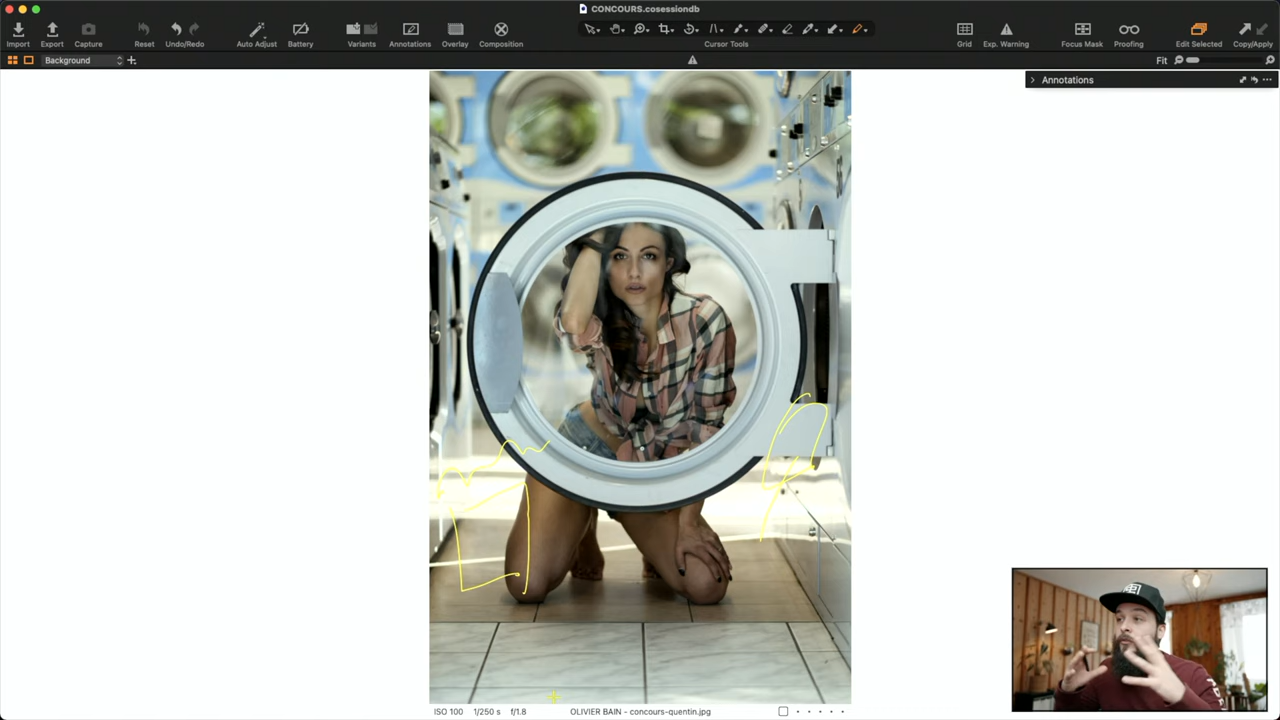 CONCOURS.cosessiondb
Import Export Capture Reset Undo/Redo Auto Adjust Battery Variants Annotations Overlay Composition Cursor Tools Grid Exp. Warning Focus Mask Proofing Edit Selected Copy/Apply
Background
Fit
Annotations
ISO 100 1/250 s f/1.8 OLIVIER BAIN - concours-quentin.jpg